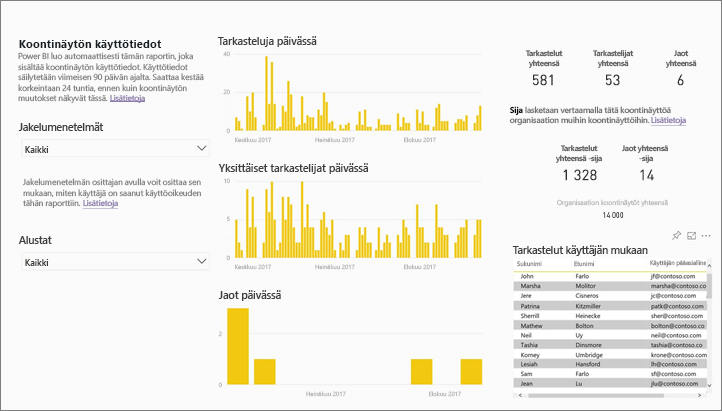 Koontinäytön käyttötiedot
Power BI luo automaattisesti tämän raportin, joka
sisältää koontinäytön käyttötiedot. Käyttötiedot
säilytetään viimeisen 90 päivän ajalta. Saattaa kestää
korkeintaan 24 tuntia, ennen kuin koontinäytön
muutokset näkyvät tässä. Lisätietoja
Jakelumenetelmät
Kaikki
Jakelumenetelmän osittajan avulla voit osittaa sen
mukaan, miten käyttäjä on saanut käyttöoikeuden
tähän raporttiin. Lisätietoja
Alustat
Kaikki
Tarkasteluja päivässä
40
20
0
Kesäkuu 2017 Heinäkuu 2017 Elokuu 2017
Yksittäiset tarkastelijat päivässä
10
5
0
Kesäkuu 2017 Heinäkuu 2017 Elokuu 2017
Jaot päivässä
2
0
Heinäkuu 2017 Elokuu 2017
Tarkastelut yhteensä Tarkastelijat yhteensä Jaot yhteensä
581 53 6
Sija lasketaan vertaamalla tätä koontinäyttöä
organisaation muihin koontinäyttöihin. Lisätietoja
Tarkastelut yhteensä -sija Jaot yhteensä -sija
1 328 14
Organisaation koontinäytöt yhteensä
14 000
Tarkastelut käyttäjän mukaan
Sukunimi Etunimi Käyttäjän pääasialline
John Farlo jf@contoso.com
Marsha Molitor marsha@contoso.co
Jere Cisneros jc@contoso.com
Patrina Kitzmiller patk@contoso.com
Sherrill Heinecke sher@contoso.com
Mathew Bolton bolton@contoso.co
Neil Uy neil@contoso.com
Tashia Dinsmore tashia@contoso.co
Korney Umbridge krone@contoso.com
Lesiah Hansford lh@contoso.com
Sam Farlo sf@contoso.com
Jean Lu jlu@contoso.com